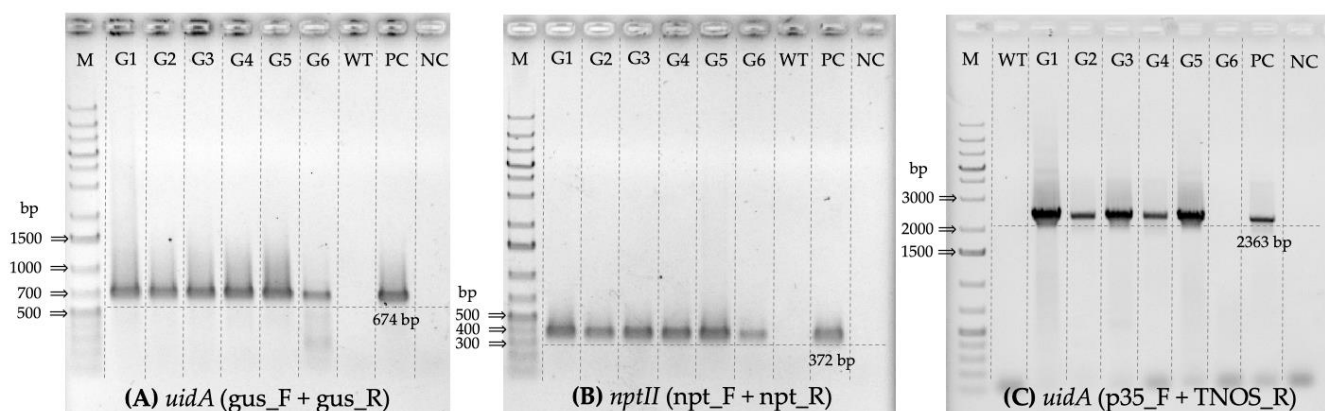 M G1 G2 G3 G4 G5 G6 WT PC NC
bp
1500 ⇒
1000 ⇒
700 ⇒
500 ⇒
674 bp
(A) uidA (gus_F + gus_R)
M G1 G2 G3 G4 G5 G6 WT PC NC
bp
500 ⇒
400 ⇒
300 ⇒
372 bp
(B) nptII (npt_F + npt_R)
M WT G1 G2 G3 G4 G5 G6 PC NC
bp
3000 ⇒
2000 ⇒
1500 ⇒
2363 bp
(C) uidA (p35_F + TNOS_R)